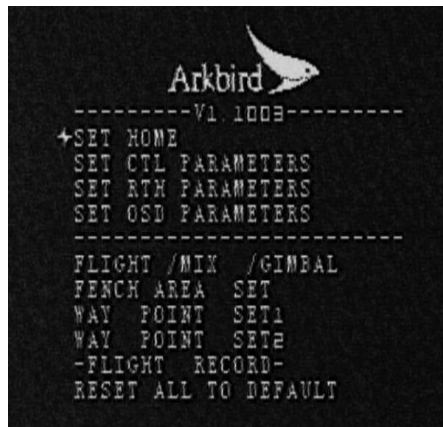 Arkbird
----------V1.1003----------
SET HOME
SET CTL PARAMETERS
SET RTH PARAMETERS
SET OSD PARAMETERS
---------------------------
FLIGHT /MIX /GIMBAL
FENCH AREA SET
WAY POINT SET1
WAY POINT SET2
-FLIGHT RECORD-
RESET ALL TO DEFAULT